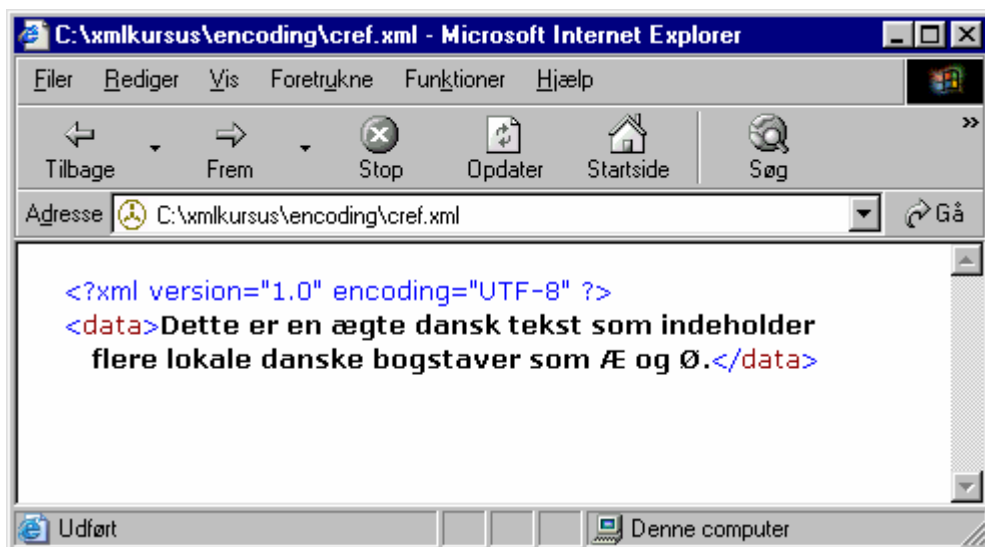 C:\xmlkursus\encoding\cref.xml - Microsoft Internet Explorer
Filer Rediger Vis Foretrukne Funktioner Hjælp
Tilbage Frem Stop Opdater Startside Søg »
Adresse C:\xmlkursus\encoding\cref.xml Gå
<?xml version="1.0" encoding="UTF-8" ?>
<data>Dette er en ægte dansk tekst som indeholder
flere lokale danske bogstaver som Æ og Ø.</data>
Udført Denne computer